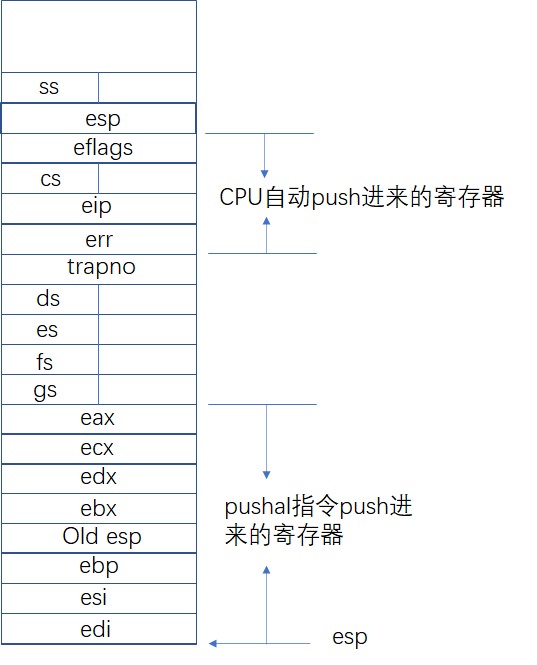 ss
esp
eflags
cs
eip
CPU自动push进来的寄存器
err
trapno
ds
es
fs
gs
eax
ecx
edx
ebx
pushal指令push进
来的寄存器
Old esp
ebp
esi
edi
esp